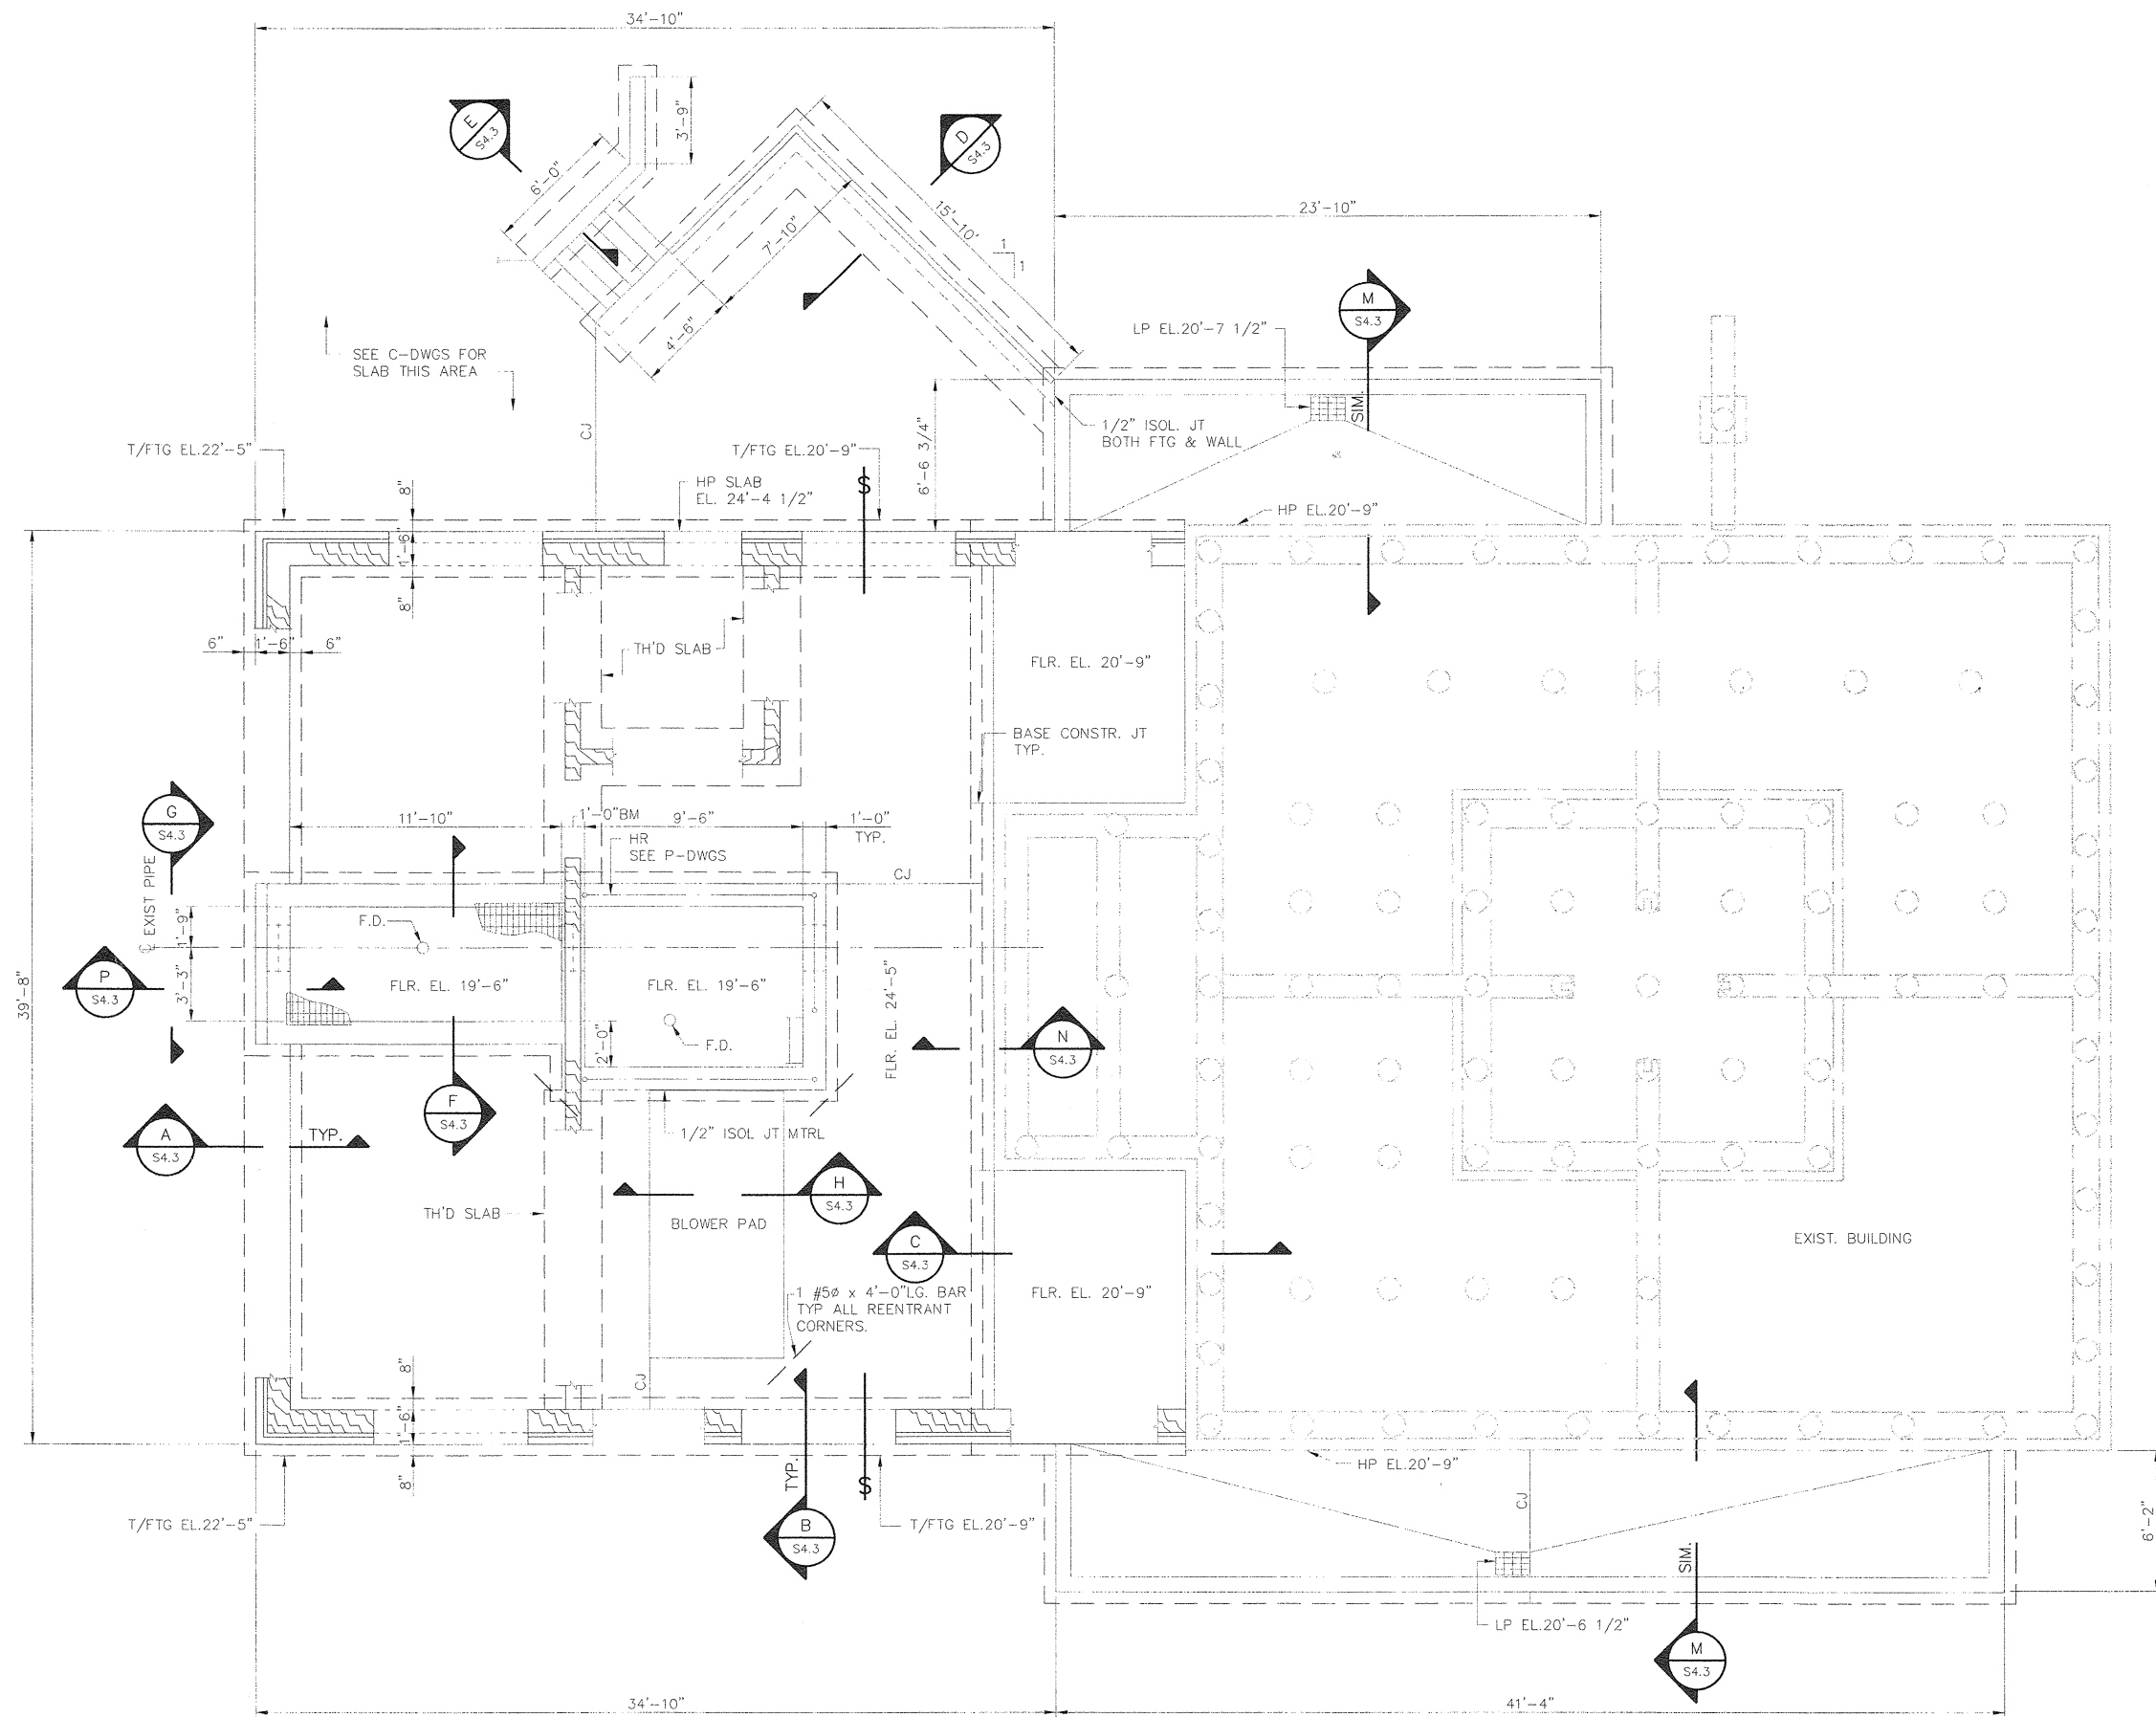 34'-10"
E
S4.3
3'-9"
D
S4.3
6'-0"
15'-10'
7'-10"
4'-6"
1
1
23'-10"
M
S4.3
SIM.
LP EL.20'-7 1/2"
SEE C-DWGS FOR
SLAB THIS AREA
CJ
1/2" ISOL. JT
BOTH FTG & WALL
6'-6 3/4"
T/FTG EL.22'-5"
T/FTG EL.20'-9"
HP SLAB
EL. 24'-4 1/2"
$
HP EL.20'-9"
8"
1'-6"
8"
6"
1'-6"
6"
TH'D SLAB
FLR. EL. 20'-9"
BASE CONSTR. JT
TYP.
G
S4.3
11'-10"
1'-0"BM
9'-6"
1'-0"
TYP.
HR
SEE P-DWGS
CJ
EXIST PIPE
1'-9"
F.D.
P
S4.3
3'-3"
39'-8"
FLR. EL. 19'-6"
FLR. EL. 19'-6"
FLR. EL. 24'-5"
F.D.
2'-0"
N
S4.3
F
S4.3
A
S4.3
TYP.
1/2" ISOL JT MTRL
H
S4.3
TH'D SLAB
BLOWER PAD
C
S4.3
EXIST. BUILDING
1 #5ø x 4'-0"LG. BAR
TYP ALL REENTRANT
CORNERS.
FLR. EL. 20'-9"
CJ
8"
1'-6"
8"
TYP.
$
HP EL.20'-9"
CJ
T/FTG EL.22'-5"
B
S4.3
T/FTG EL.20'-9"
6'-2"
SIM.
LP EL.20'-6 1/2"
M
S4.3
34'-10"
41'-4"